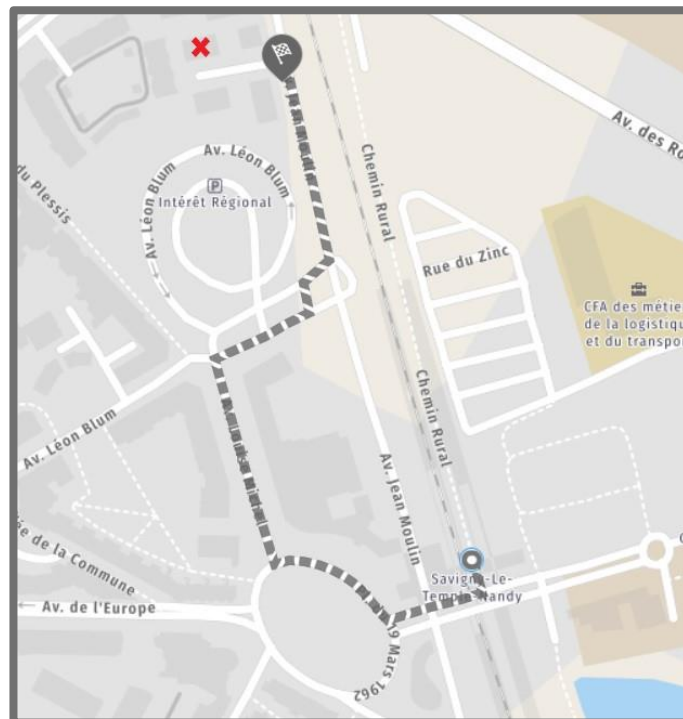 Av. des Ro
Chemin Rural
Av. Léon Blum
Av. Léon Blum
du Plessis
P
Intérêt Régional
Rue du Zinc
CFA des métie
de la logistiqu
et du transpo
Chemin Rural
Av. Léon Blum
Av. Jean Moulin
ée de la Commune
Savigny-Le-
Temple-Nandy
Av. de l'Europe
19 Mars 1962